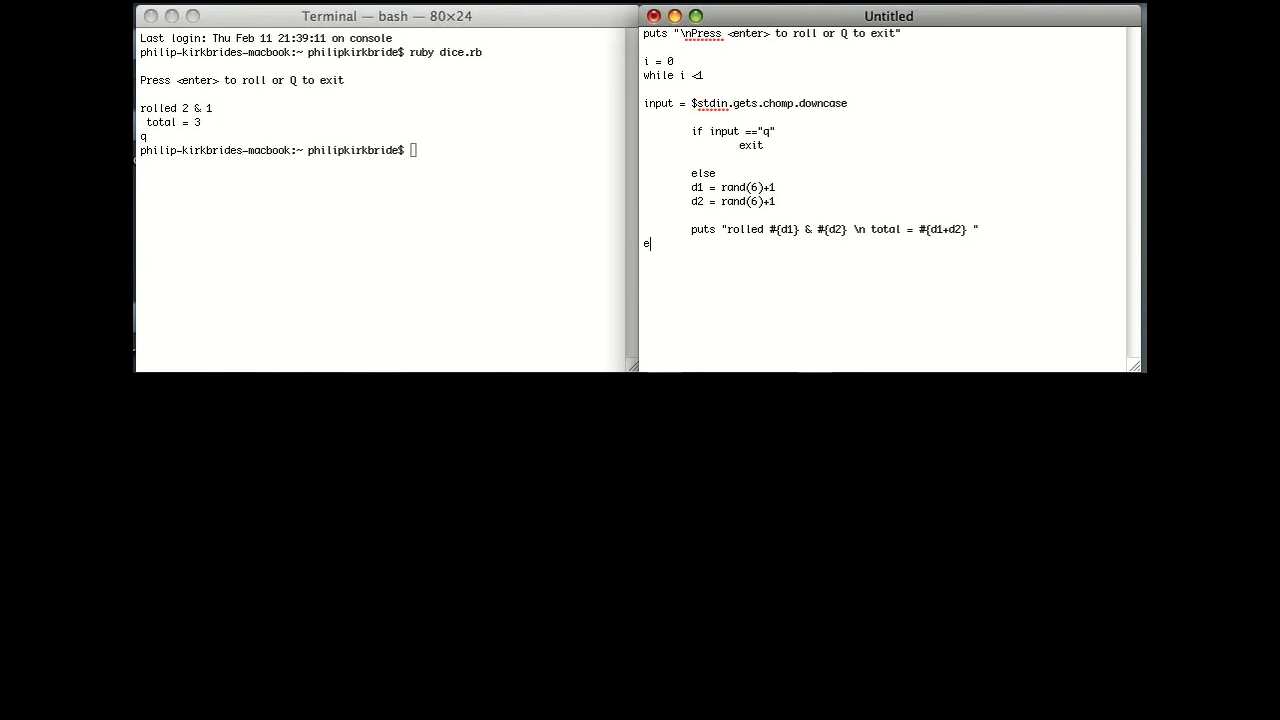 Terminal — bash — 80×24
Last login: Thu Feb 11 21:39:11 on console
philip-kirkbrides-macbook:~ philipkirkbride$ ruby dice.rb
Press <enter> to roll or Q to exit
rolled 2 & 1
total = 3
q
philip-kirkbrides-macbook:~ philipkirkbride$
Untitled
puts "\nPress <enter> to roll or Q to exit"
i = 0
while i <1
input = $stdin.gets.chomp.downcase
if input =="q"
exit
else
d1 = rand(6)+1
d2 = rand(6)+1
puts "rolled #{d1} & #{d2} \n total = #{d1+d2} "
e